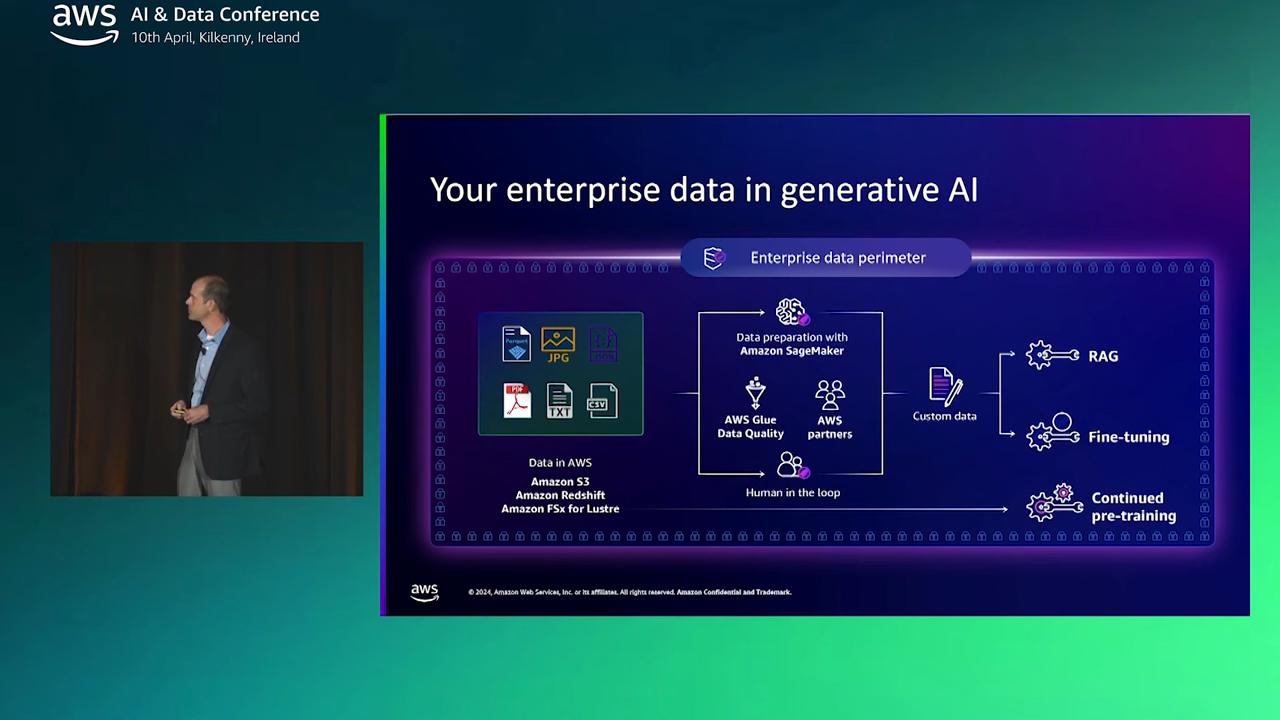 aws
AI & Data Conference
10th April, Kilkenny, Ireland
Your enterprise data in generative AI
Enterprise data perimeter
Parquet
JPG
JSON
PDF
TXT
CSV
Data in AWS
Amazon S3
Amazon Redshift
Amazon FSx for Lustre
Data preparation with
Amazon SageMaker
AWS Glue
Data Quality
AWS
partners
Human in the loop
Custom data
RAG
Fine-tuning
Continued
pre-training
aws
© 2024, Amazon Web Services, Inc. or its affiliates. All rights reserved. Amazon Confidential and Trademark.